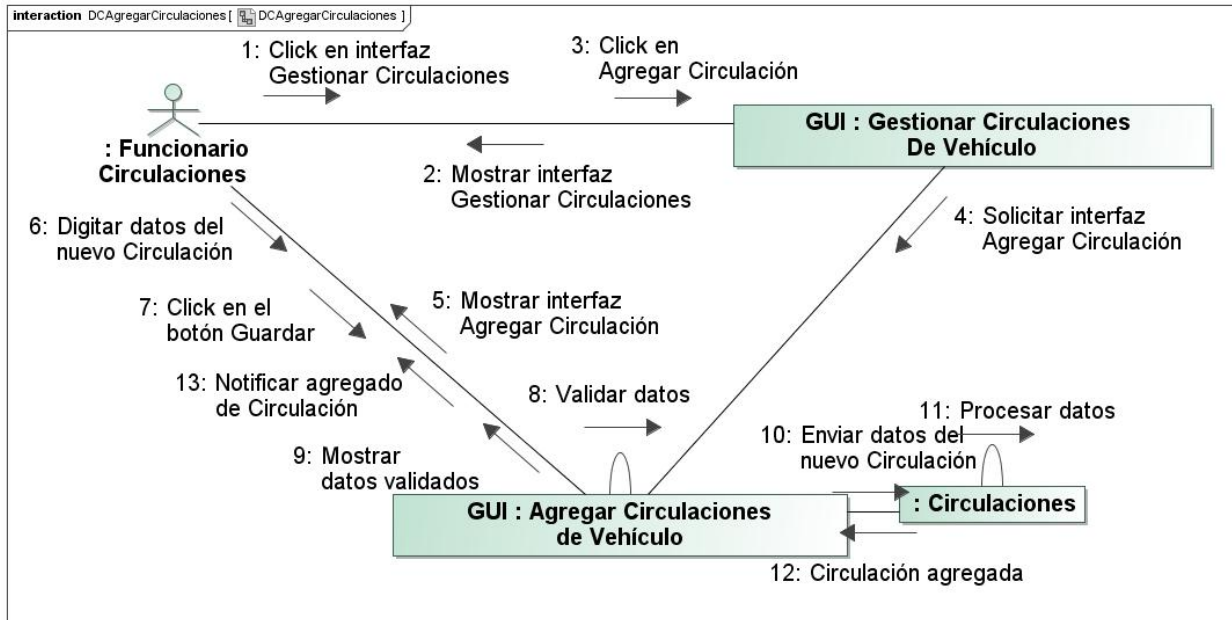 interaction DCAgregarCirculaciones [ DCAgregarCirculaciones ]
1: Click en interfaz
Gestionar Circulaciones
3: Click en
Agregar Circulación
: Funcionario
Circulaciones
GUI : Gestionar Circulaciones
De Vehículo
2: Mostrar interfaz
Gestionar Circulaciones
6: Digitar datos del
nuevo Circulación
4: Solicitar interfaz
Agregar Circulación
7: Click en el
botón Guardar
5: Mostrar interfaz
Agregar Circulación
13: Notificar agregado
de Circulación
8: Validar datos
11: Procesar datos
10: Enviar datos del
nuevo Circulación
9: Mostrar
datos validados
GUI : Agregar Circulaciones
de Vehículo
: Circulaciones
12: Circulación agregada